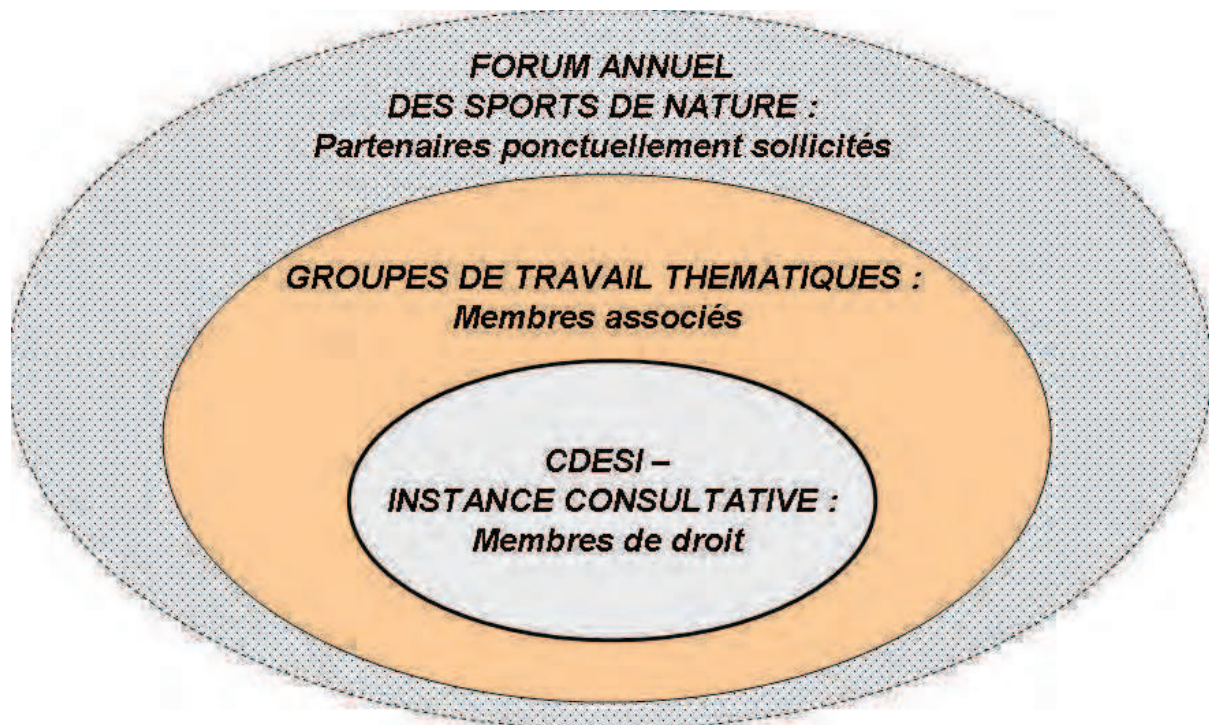 FORUM ANNUEL
DES SPORTS DE NATURE :
Partenaires ponctuellement sollicités
GROUPES DE TRAVAIL THEMATIQUES :
Membres associés
CDESI –
INSTANCE CONSULTATIVE :
Membres de droit